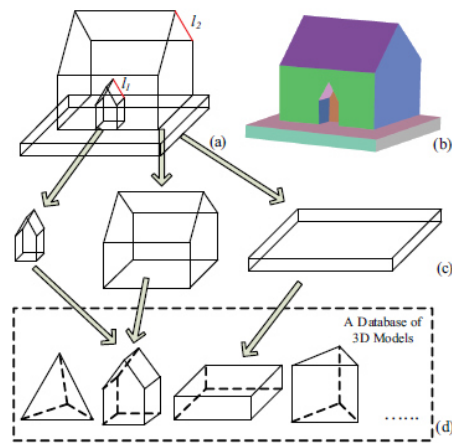 l2
l1
(a)
(b)
(c)
A Database of
3D Models
......
(d)